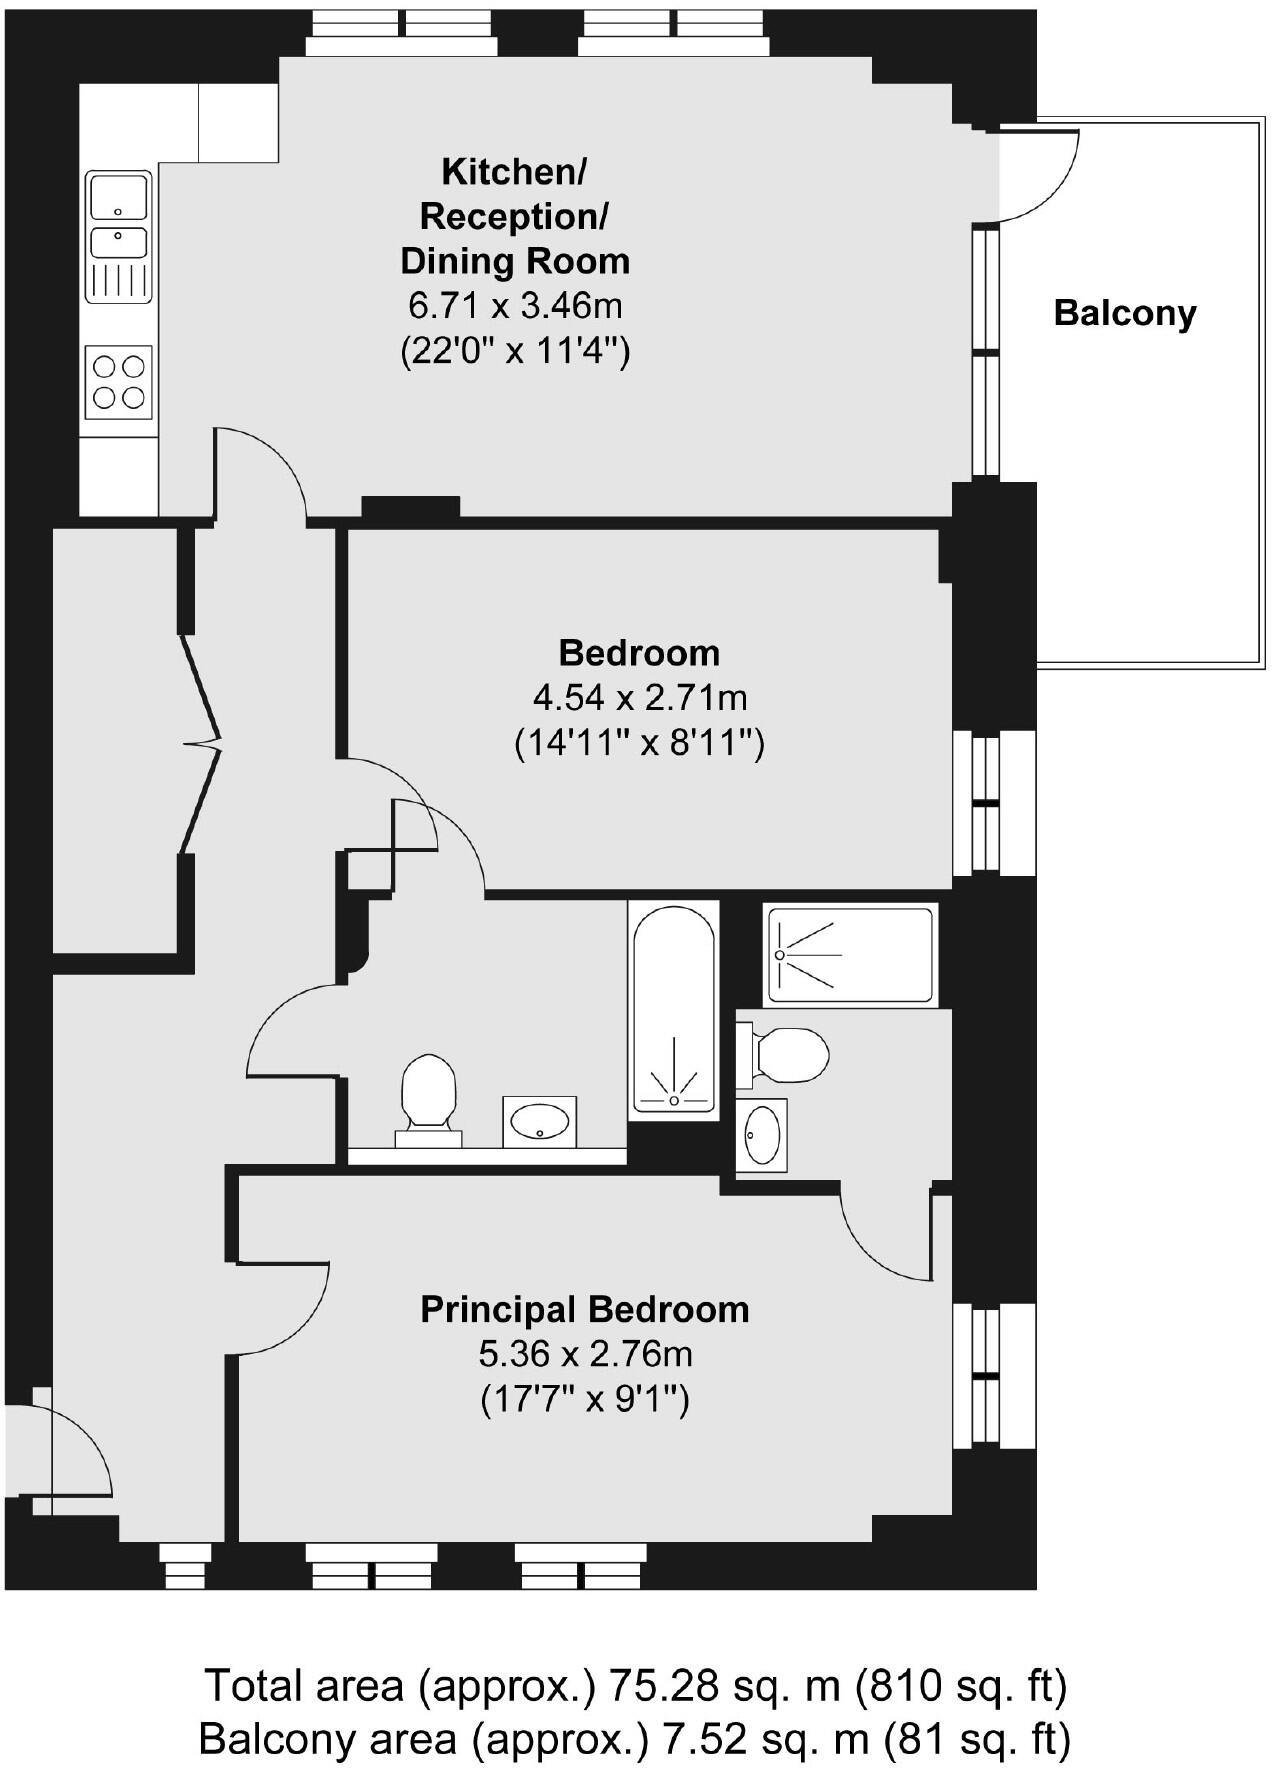 Kitchen/
Reception/
Dining Room
6.71 x 3.46m
(22'0" x 11'4")
Balcony
Bedroom
4.54 x 2.71m
(14'11" x 8'11")
Principal Bedroom
5.36 x 2.76m
(17'7" x 9'1")
Total area (approx.) 75.28 sq. m (810 sq. ft)
Balcony area (approx.) 7.52 sq. m (81 sq. ft)